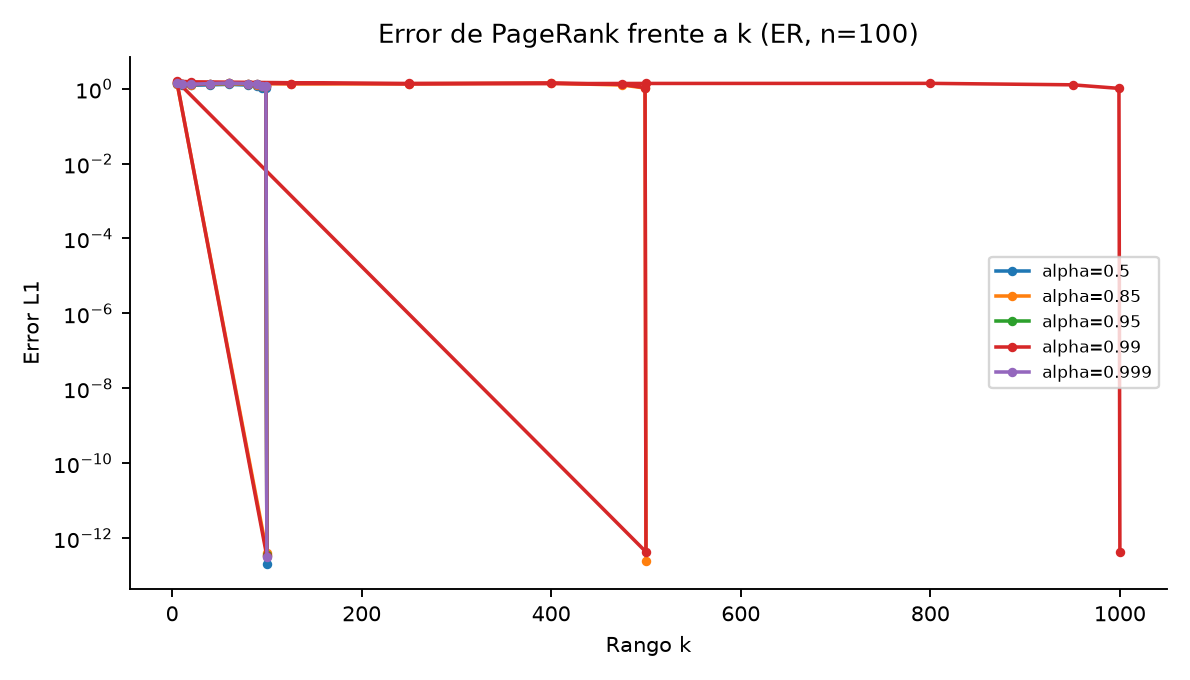 Error de PageRank frente a k (ER, n=100)
10⁰
10⁻²
10⁻⁴
10⁻⁶
10⁻⁸
10⁻¹⁰
10⁻¹²
Error L1
alpha=0.5
alpha=0.85
alpha=0.95
alpha=0.99
alpha=0.999
0 200 400 600 800 1000
Rango k